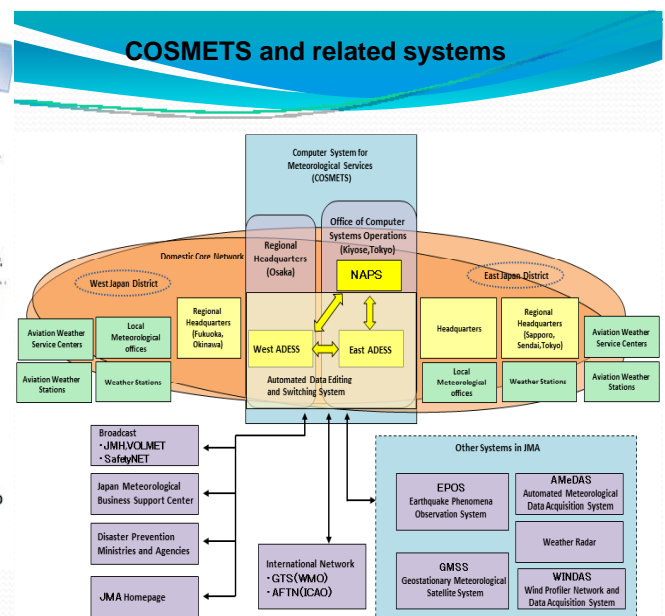 COSMETS and related systems
Computer System for
Meteorological Services
(COSMETS)
Office of Computer
Systems Operations
(Kiyose,Tokyo)
Regional
Headquarters
(Osaka)
NAPS
Domestic Core Network
West Japan District
East Japan District
Aviation Weather
Service Centers
Local
Meteorological
offices
Regional
Headquarters
(Fukuoka,
Okinawa)
West ADESS
East ADESS
Headquarters
Regional
Headquarters
(Sapporo,
Sendai,Tokyo)
Aviation Weather
Service Centers
Aviation Weather
Stations
Weather Stations
Automated Data Editing
and Switching System
Local
Meteorological
offices
Weather Stations
Aviation Weather
Stations
Broadcast
・JMH,VOLMET
・SafetyNET
Japan Meteorological
Business Support Center
Disaster Prevention
Ministries and Agencies
JMA Homepage
International Network
・GTS(WMO)
・AFTN(ICAO)
Other Systems in JMA
EPOS
Earthquake Phenomena
Observation System
AMeDAS
Automated Meteorological
Data Acquisition System
Weather Radar
GMSS
Geostationary Meteorological
Satellite System
WINDAS
Wind Profiler Network and
Data Acquisition System